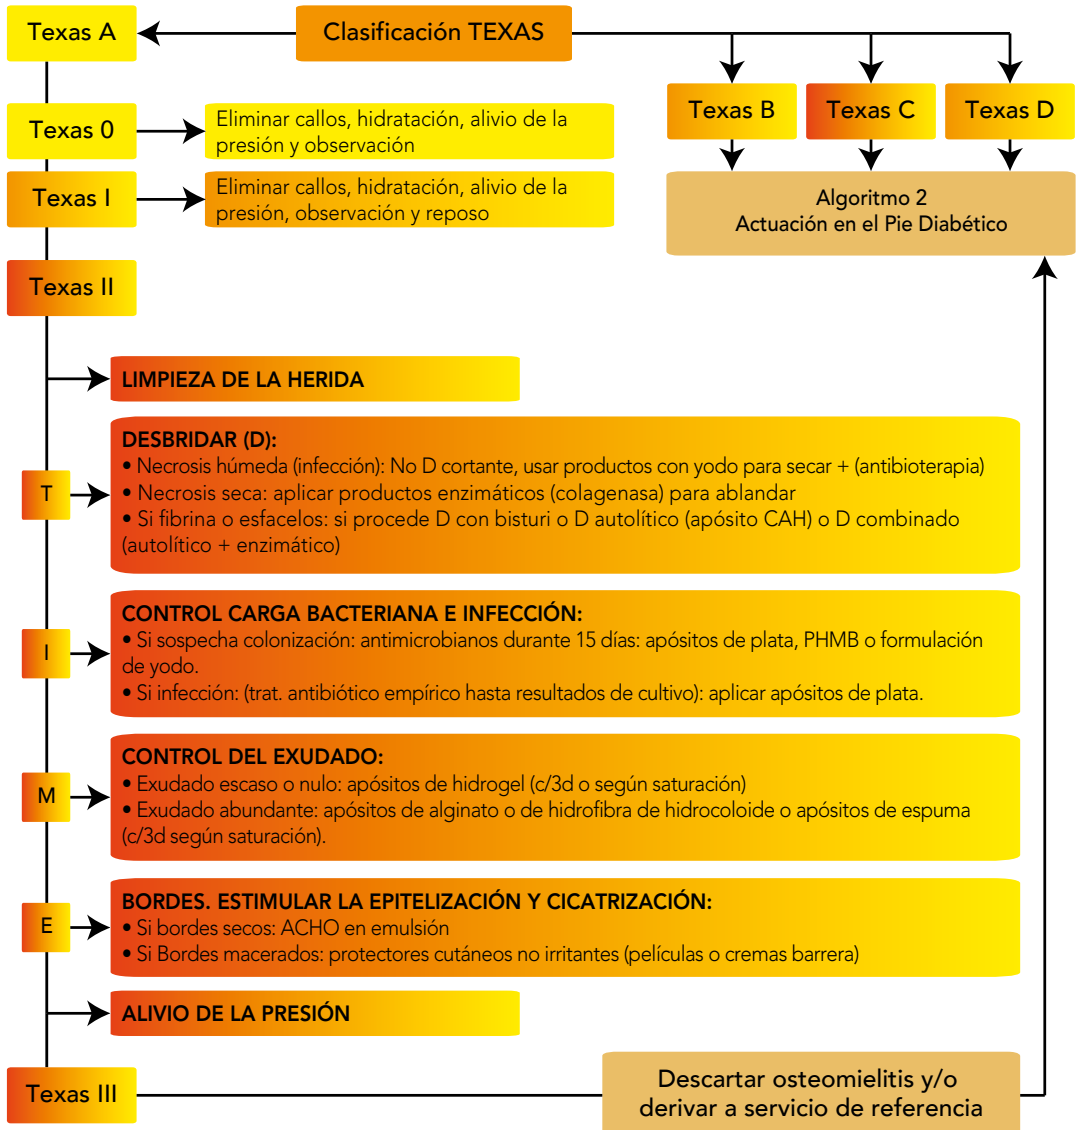 Texas A
Clasificación TEXAS
Texas B
Texas C
Texas D
Texas 0
Eliminar callos, hidratación, alivio de la
presión y observación
Texas I
Eliminar callos, hidratación, alivio de la
presión, observación y reposo
Algoritmo 2
Actuación en el Pie Diabético
Texas II
LIMPIEZA DE LA HERIDA
T
DESBRIDAR (D):
• Necrosis húmeda (infección): No D cortante, usar productos con yodo para secar + (antibioterapia)
• Necrosis seca: aplicar productos enzimáticos (colagenasa) para ablandar
• Si fibrina o esfacelos: si procede D con bisturi o D autolítico (apósito CAH) o D combinado
(autolítico + enzimático)
I
CONTROL CARGA BACTERIANA E INFECCIÓN:
• Si sospecha colonización: antimicrobianos durante 15 días: apósitos de plata, PHMB o formulación
de yodo.
• Si infección: (trat. antibiótico empírico hasta resultados de cultivo): aplicar apósitos de plata.
M
CONTROL DEL EXUDADO:
• Exudado escaso o nulo: apósitos de hidrogel (c/3d o según saturación)
• Exudado abundante: apósitos de alginato o de hidrofibra de hidrocoloide o apósitos de espuma
(c/3d según saturación).
E
BORDES. ESTIMULAR LA EPITELIZACIÓN Y CICATRIZACIÓN:
• Si bordes secos: ACHO en emulsión
• Si Bordes macerados: protectores cutáneos no irritantes (películas o cremas barrera)
ALIVIO DE LA PRESIÓN
Texas III
Descartar osteomielitis y/o
derivar a servicio de referencia